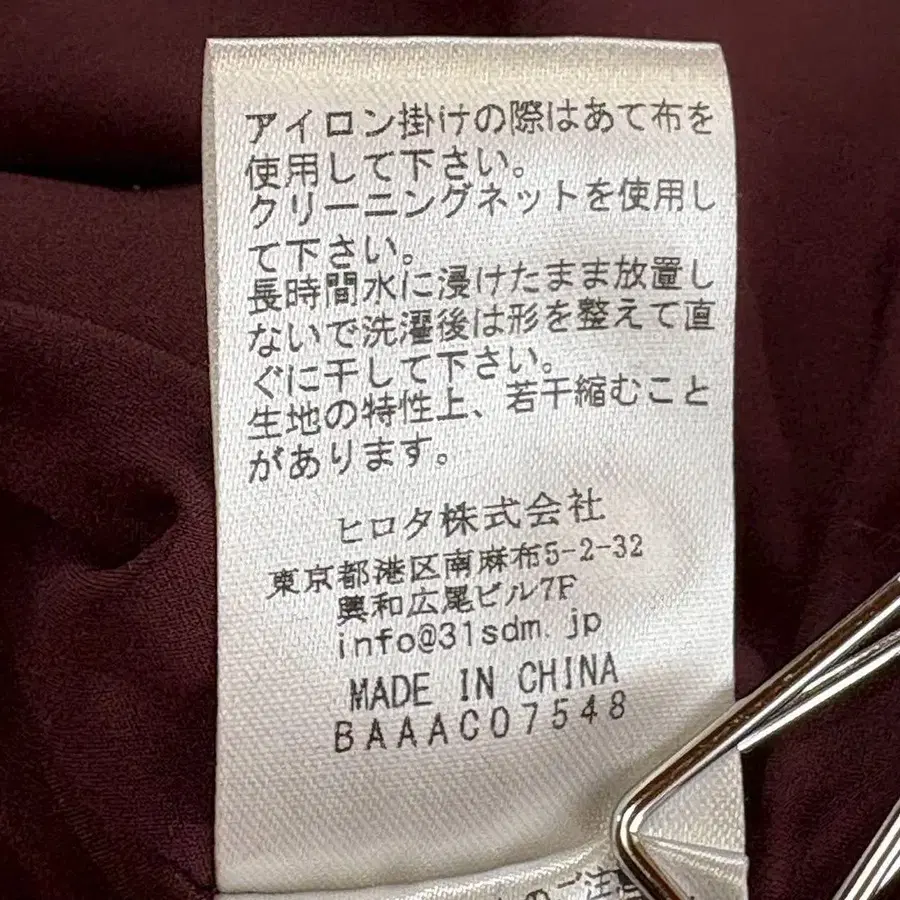 アイロン掛けの際はあて布を
使用して下さい。
クリーニングネットを使用し
て下さい。
長時間水に浸けたまま放置し
ないで洗濯後は形を整えて直
ぐに干して下さい。
生地の特性上、若干縮むこと
があります。
ヒロタ株式会社
東京都港区南麻布5-2-32
興和広尾ビル7F
info@31sdm.jp
MADE IN CHINA
BAAAC07548
のご注意